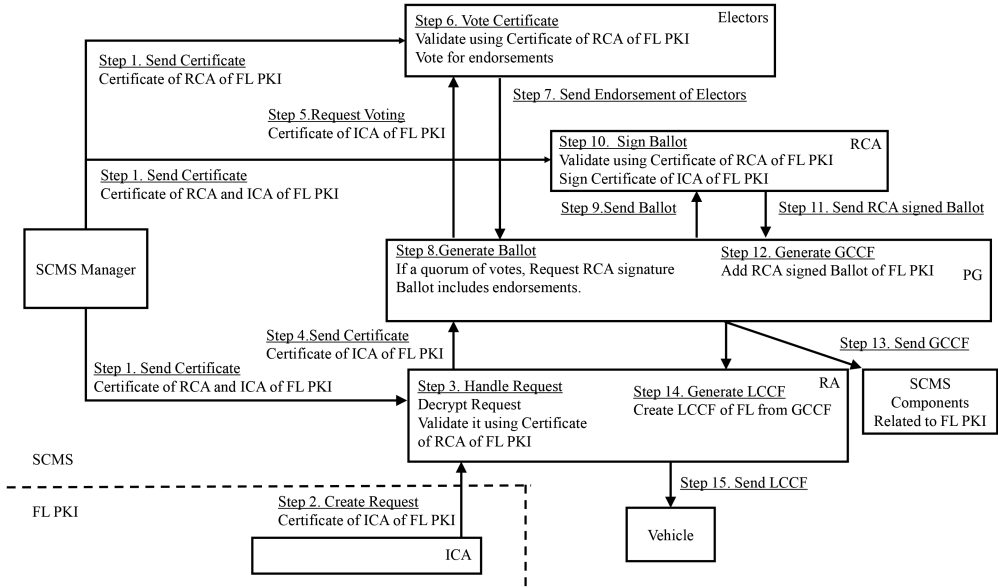 Electors
Step 6. Vote Certificate
Validate using Certificate of RCA of FL PKI
Vote for endorsements
Step 1. Send Certificate
Certificate of RCA of FL PKI
Step 7. Send Endorsement of Electors
Step 5.Request Voting
Certificate of ICA of FL PKI
RCA
Step 10. Sign Ballot
Validate using Certificate of RCA of FL PKI
Sign Certificate of ICA of FL PKI
Step 1. Send Certificate
Certificate of RCA and ICA of FL PKI
Step 9.Send Ballot
Step 11. Send RCA signed Ballot
SCMS Manager
Step 8.Generate Ballot
If a quorum of votes, Request RCA signature
Ballot includes endorsements.
Step 12. Generate GCCF
Add RCA signed Ballot of FL PKI
PG
Step 4.Send Certificate
Certificate of ICA of FL PKI
Step 13. Send GCCF
Step 1. Send Certificate
Certificate of RCA and ICA of FL PKI
Step 3. Handle Request
Decrypt Request
Validate it using Certificate
of RCA of FL PKI
RA
Step 14. Generate LCCF
Create LCCF of FL from GCCF
SCMS
Components
Related to FL PKI
SCMS
FL PKI
Step 2. Create Request
Certificate of ICA of FL PKI
ICA
Step 15. Send LCCF
Vehicle